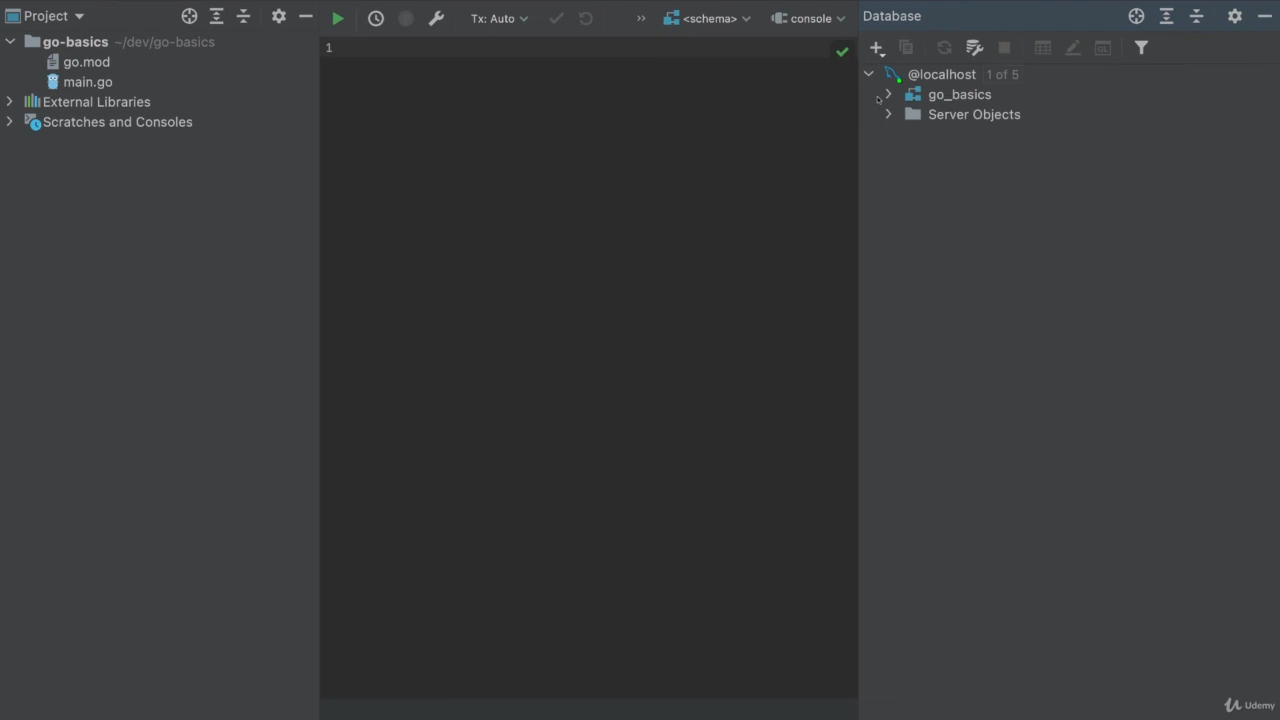 Project
go-basics ~/dev/go-basics
go.mod
main.go
External Libraries
Scratches and Consoles
Tx: Auto
<schema>
console
1
Database
@localhost 1 of 5
go_basics
Server Objects
QL
Udemy